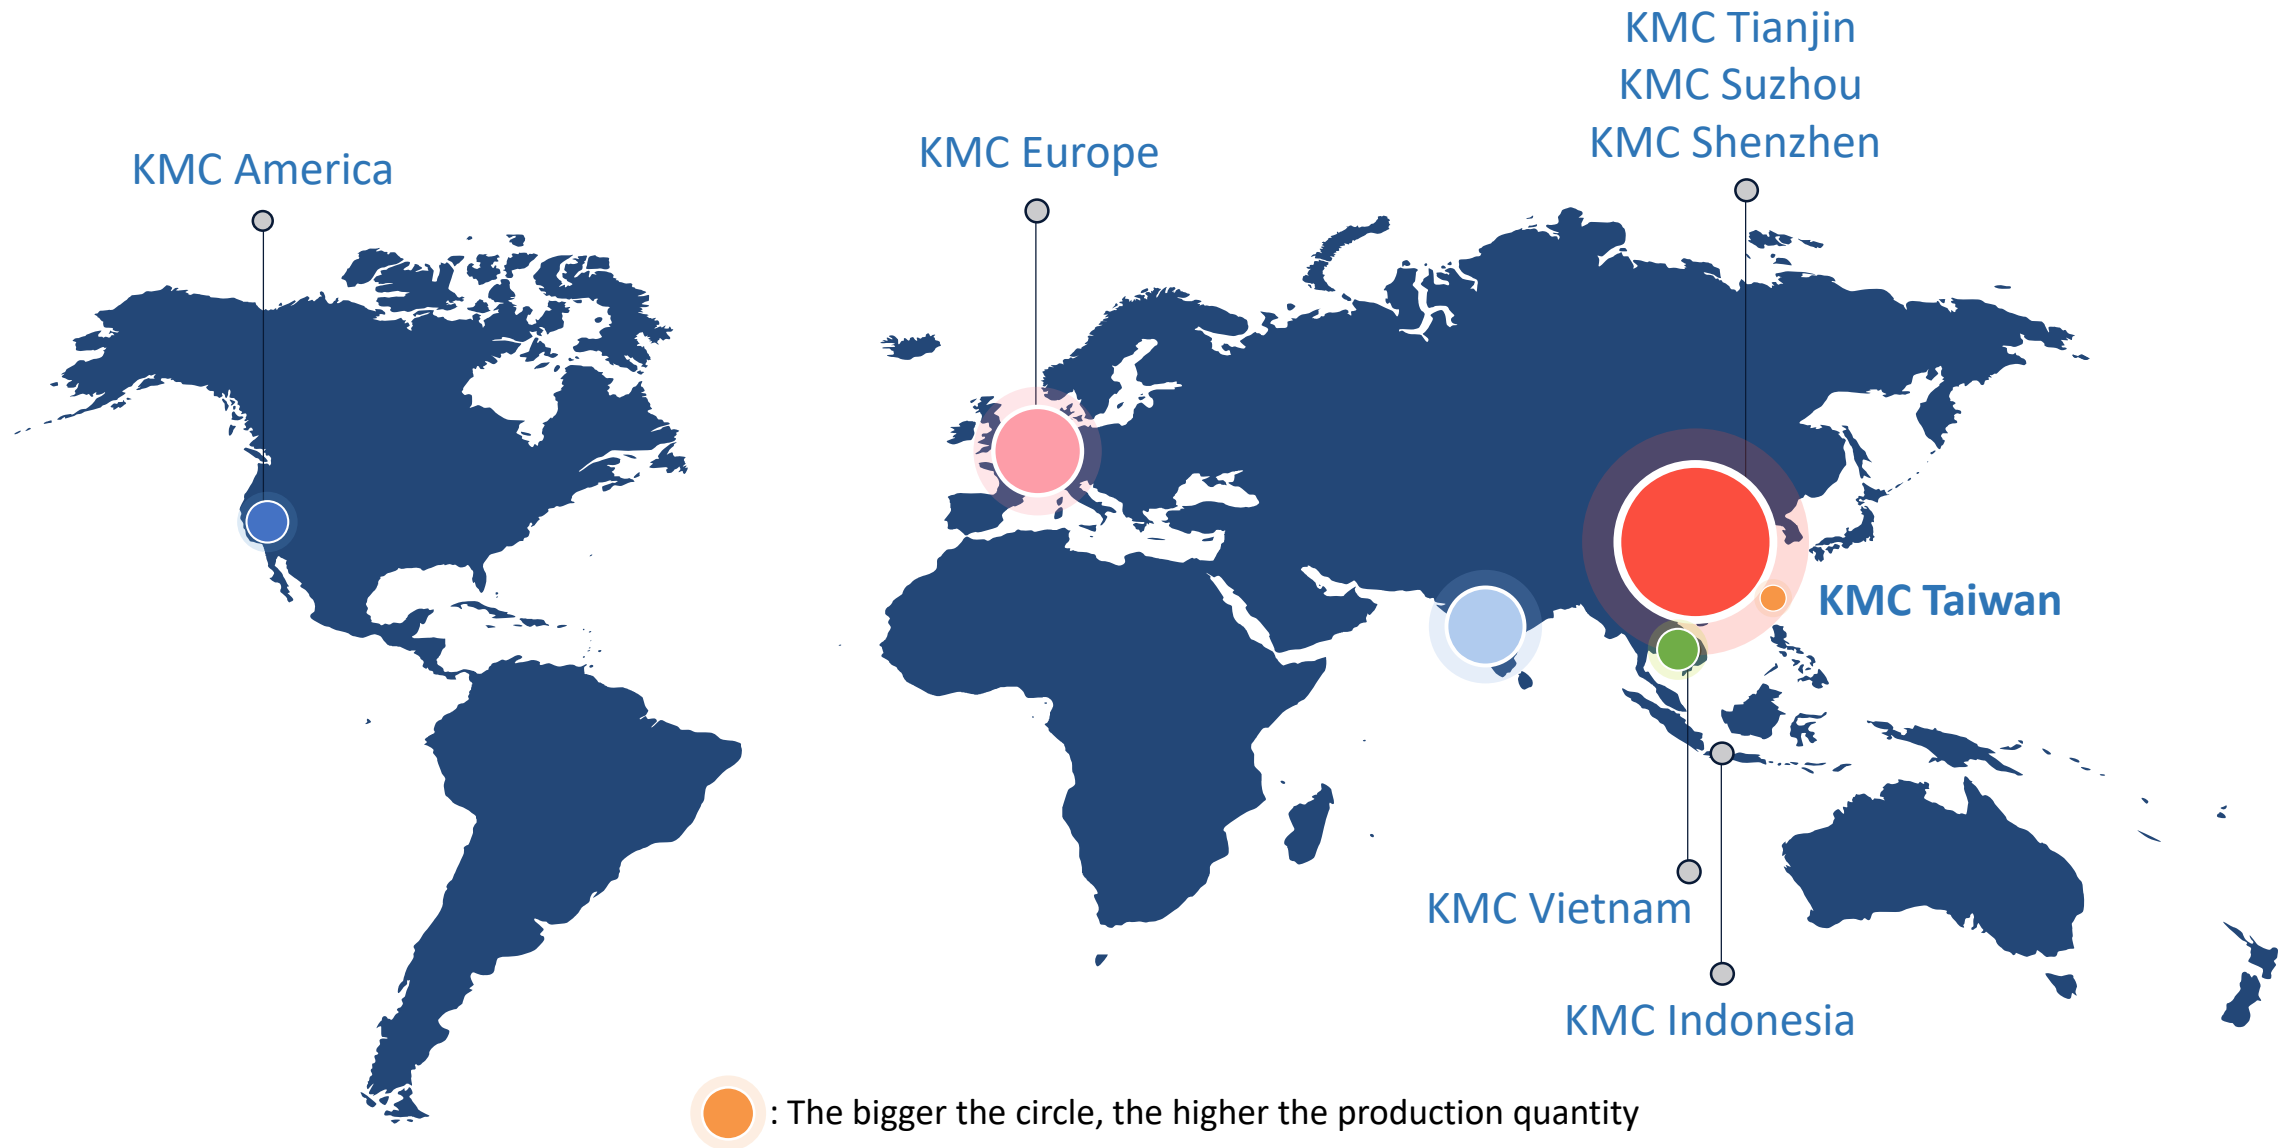 KMC Tianjin
KMC Suzhou
KMC Shenzhen
KMC America
KMC Europe
KMC Taiwan
KMC Vietnam
KMC Indonesia
: The bigger the circle, the higher the production quantity